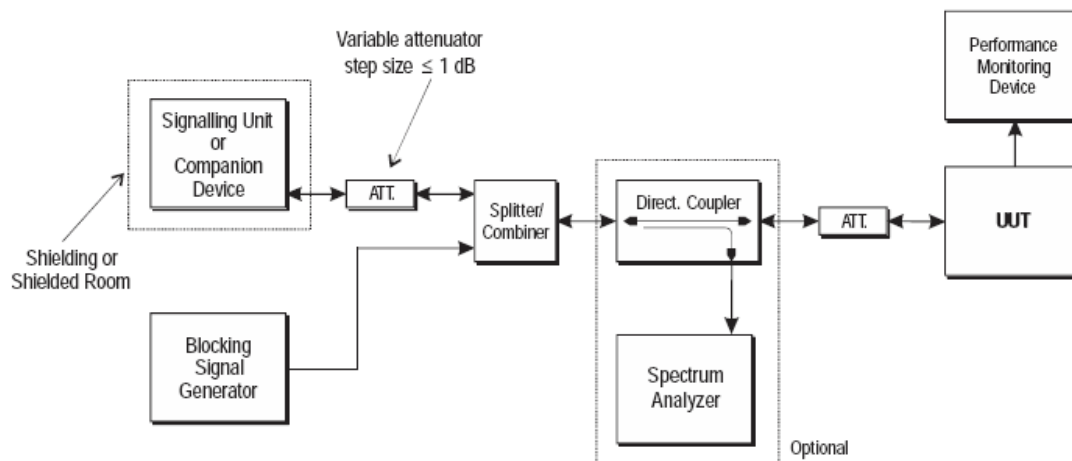 Variable attenuator
step size ≤ 1 dB
Performance
Monitoring
Device
Signalling Unit
or
Companion
Device
ATT.
Splitter/
Combiner
Direct. Coupler
ATT.
UUT
Shielding or
Shielded Room
Blocking
Signal
Generator
Spectrum
Analyzer
Optional